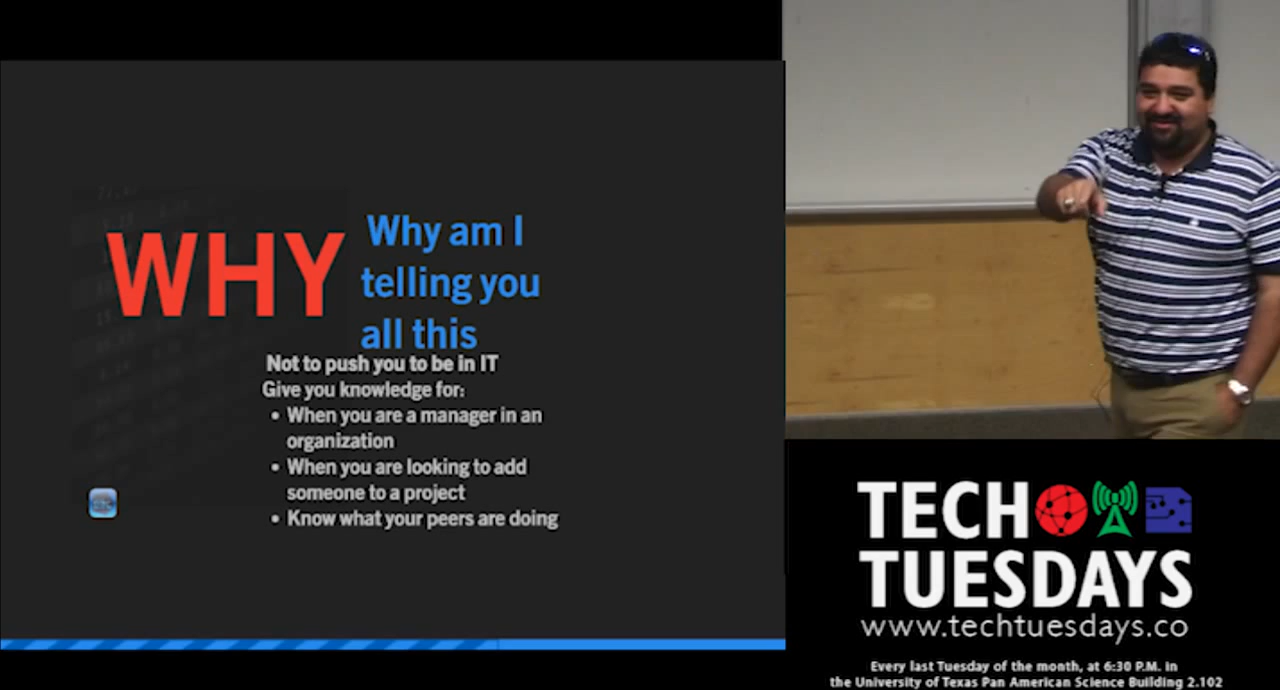 WHY
Why am I
telling you
all this
Not to push you to be in IT
Give you knowledge for:
• When you are a manager in an
organization
• When you are looking to add
someone to a project
• Know what your peers are doing
TECH
TUESDAYS
www.techtuesdays.co
Every last Tuesday of the month, at 6:30 P.M. in
the University of Texas Pan American Science Building 2.102